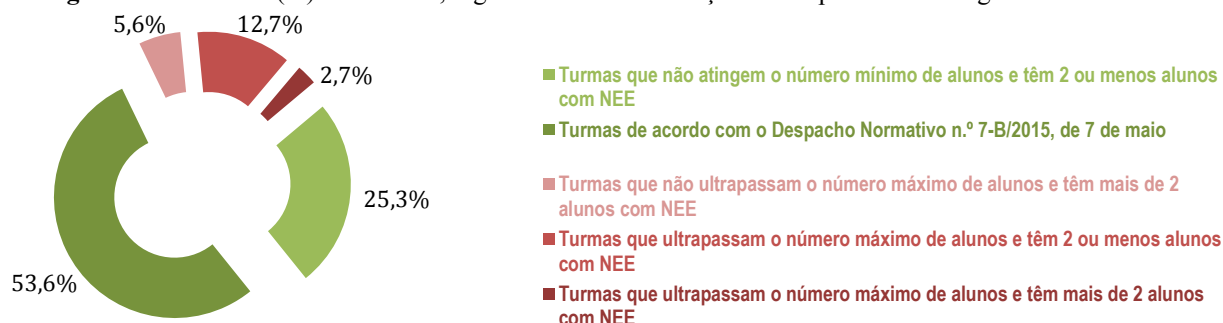 5,6%
12,7%
2,7%
25,3%
53,6%
Turmas que não atingem o número mínimo de alunos e têm 2 ou menos alunos
com NEE
Turmas de acordo com o Despacho Normativo n.º 7-B/2015, de 7 de maio
Turmas que não ultrapassam o número máximo de alunos e têm mais de 2
alunos com NEE
Turmas que ultrapassam o número máximo de alunos e têm 2 ou menos alunos
com NEE
Turmas que ultrapassam o número máximo de alunos e têm mais de 2 alunos
com NEE